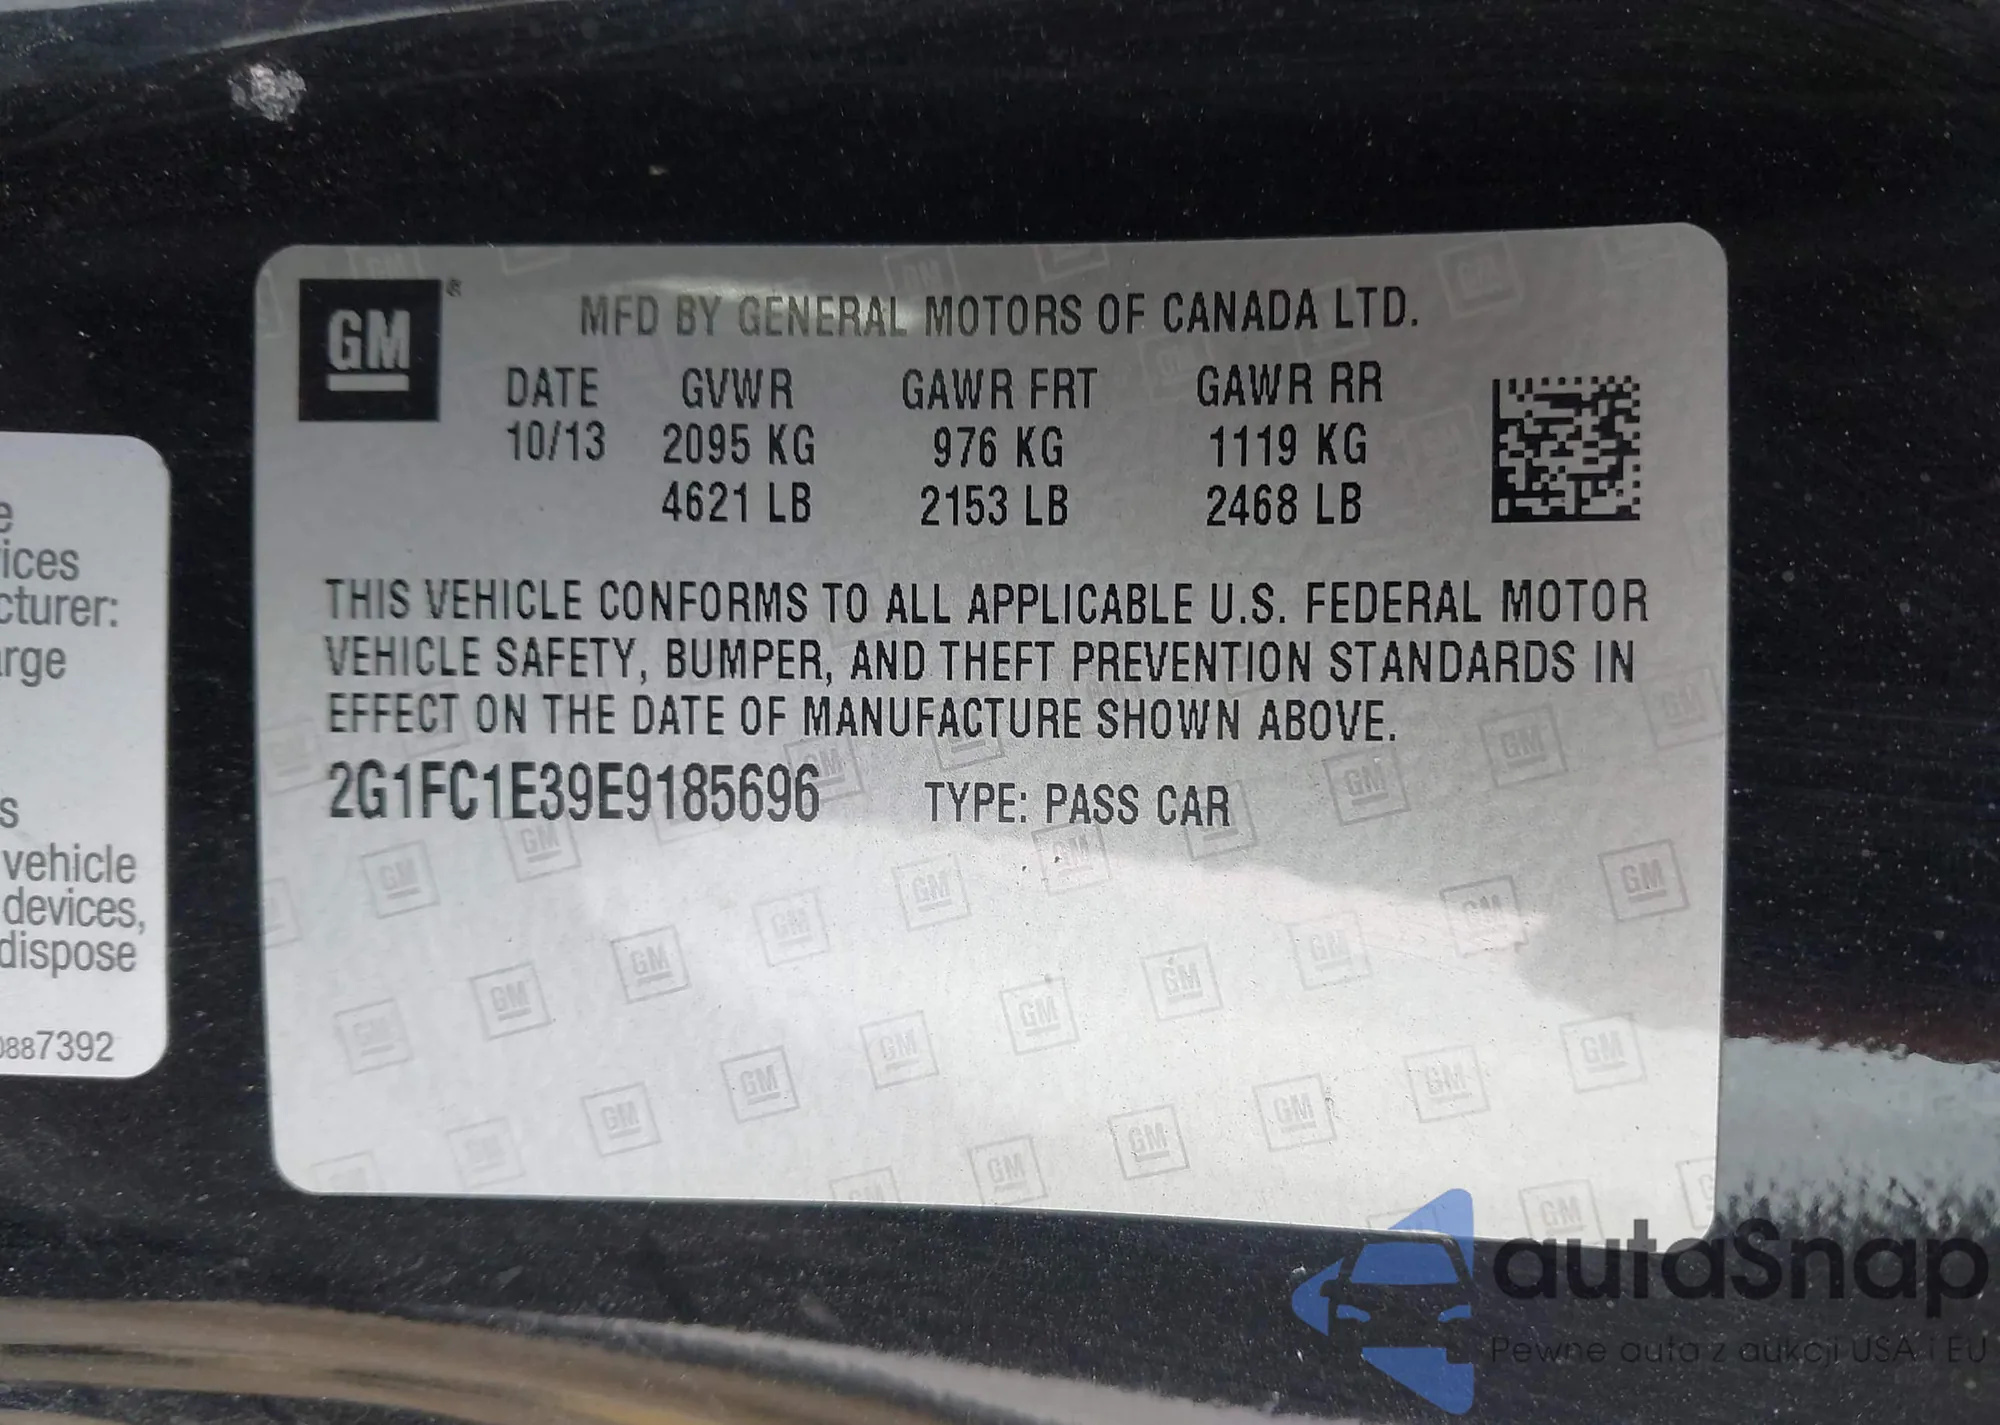 GM
MFD BY GENERAL MOTORS OF CANADA LTD.
DATE GVWR GAWR FRT GAWR RR
10/13 2095 KG 976 KG 1119 KG
4621 LB 2153 LB 2468 LB
THIS VEHICLE CONFORMS TO ALL APPLICABLE U.S. FEDERAL MOTOR
VEHICLE SAFETY, BUMPER, AND THEFT PREVENTION STANDARDS IN
EFFECT ON THE DATE OF MANUFACTURE SHOWN ABOVE.
2G1FC1E39E9185696 TYPE: PASS CAR
ices
cturer:
rge
s
vehicle
devices,
dispose
0887392
autaSnap
Pewne auta z aukcji USA i EU